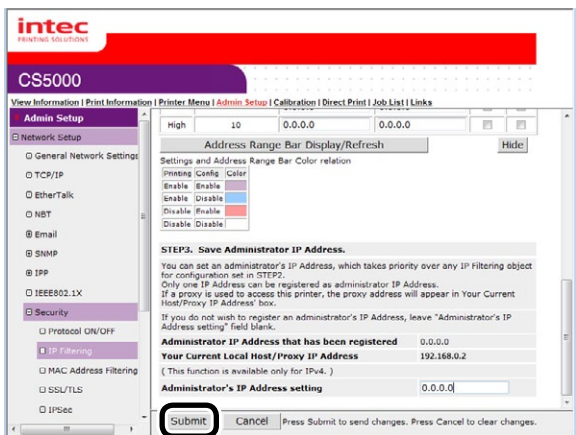 intec
PRINTING SOLUTIONS
CS5000
View Information | Print Information | Printer Menu | Admin Setup | Calibration | Direct Print | Job List | Links
Admin Setup
Network Setup
General Network Settings
TCP/IP
EtherTalk
NBT
Email
SNMP
IPP
IEEE802.1X
Security
Protocol ON/OFF
IP Filtering
MAC Address Filtering
SSL/TLS
IPSec
High 10 0.0.0.0 0.0.0.0
Address Range Bar Display/Refresh Hide
Settings and Address Range Bar Color relation
Printing Config Color
Enable Enable
Enable Disable
Disable Enable
Disable Disable
STEP3. Save Administrator IP Address.
You can set an administrator's IP Address, which takes priority over any IP Filtering object
for configuration set in STEP2.
Only one IP Address can be registered as administrator IP Address.
If a proxy is used to access this printer, the proxy address will appear in Your Current
Host/Proxy IP Address' box.
If you do not wish to register an administrator's IP Address, leave "Administrator's IP
Address setting" field blank.
Administrator IP Address that has been registered 0.0.0.0
Your Current Local Host/Proxy IP Address 192.168.0.2
( This function is available only for IPv4. )
Administrator's IP Address setting 0.0.0.0
Submit Cancel Press Submit to send changes. Press Cancel to clear changes.